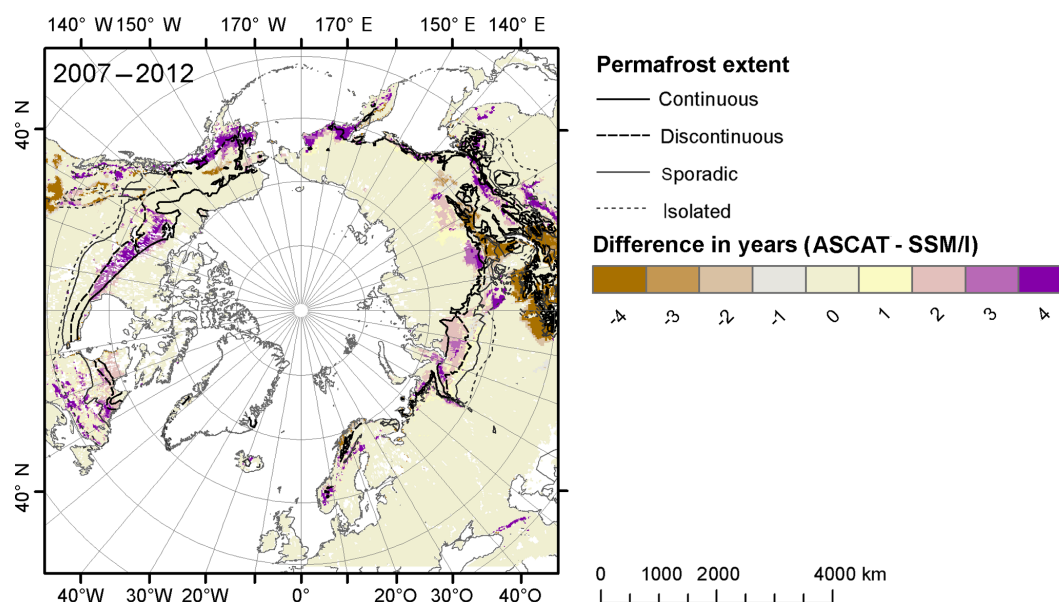 140° W 150° W 170° W 170° E 150° E 140° E
2007–2012
40° N
40° N
40°W 30°W 20°W 0° 20°O 30°O 40°O
Permafrost extent
Continuous
Discontinuous
Sporadic
Isolated
Difference in years (ASCAT - SSM/I)
-4 -3 -2 -1 0 1 2 3 4
0 1000 2000 4000 km